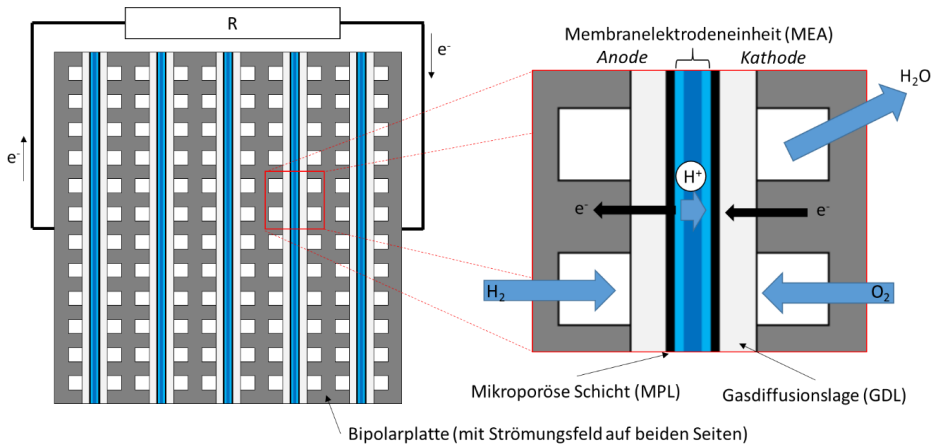 R
e⁻
e⁻
Membranelektrodeneinheit (MEA)
Anode
Kathode
H₂O
H⁺
e⁻
e⁻
H₂
O₂
Mikroporöse Schicht (MPL)
Gasdiffusionslage (GDL)
Bipolarplatte (mit Strömungsfeld auf beiden Seiten)